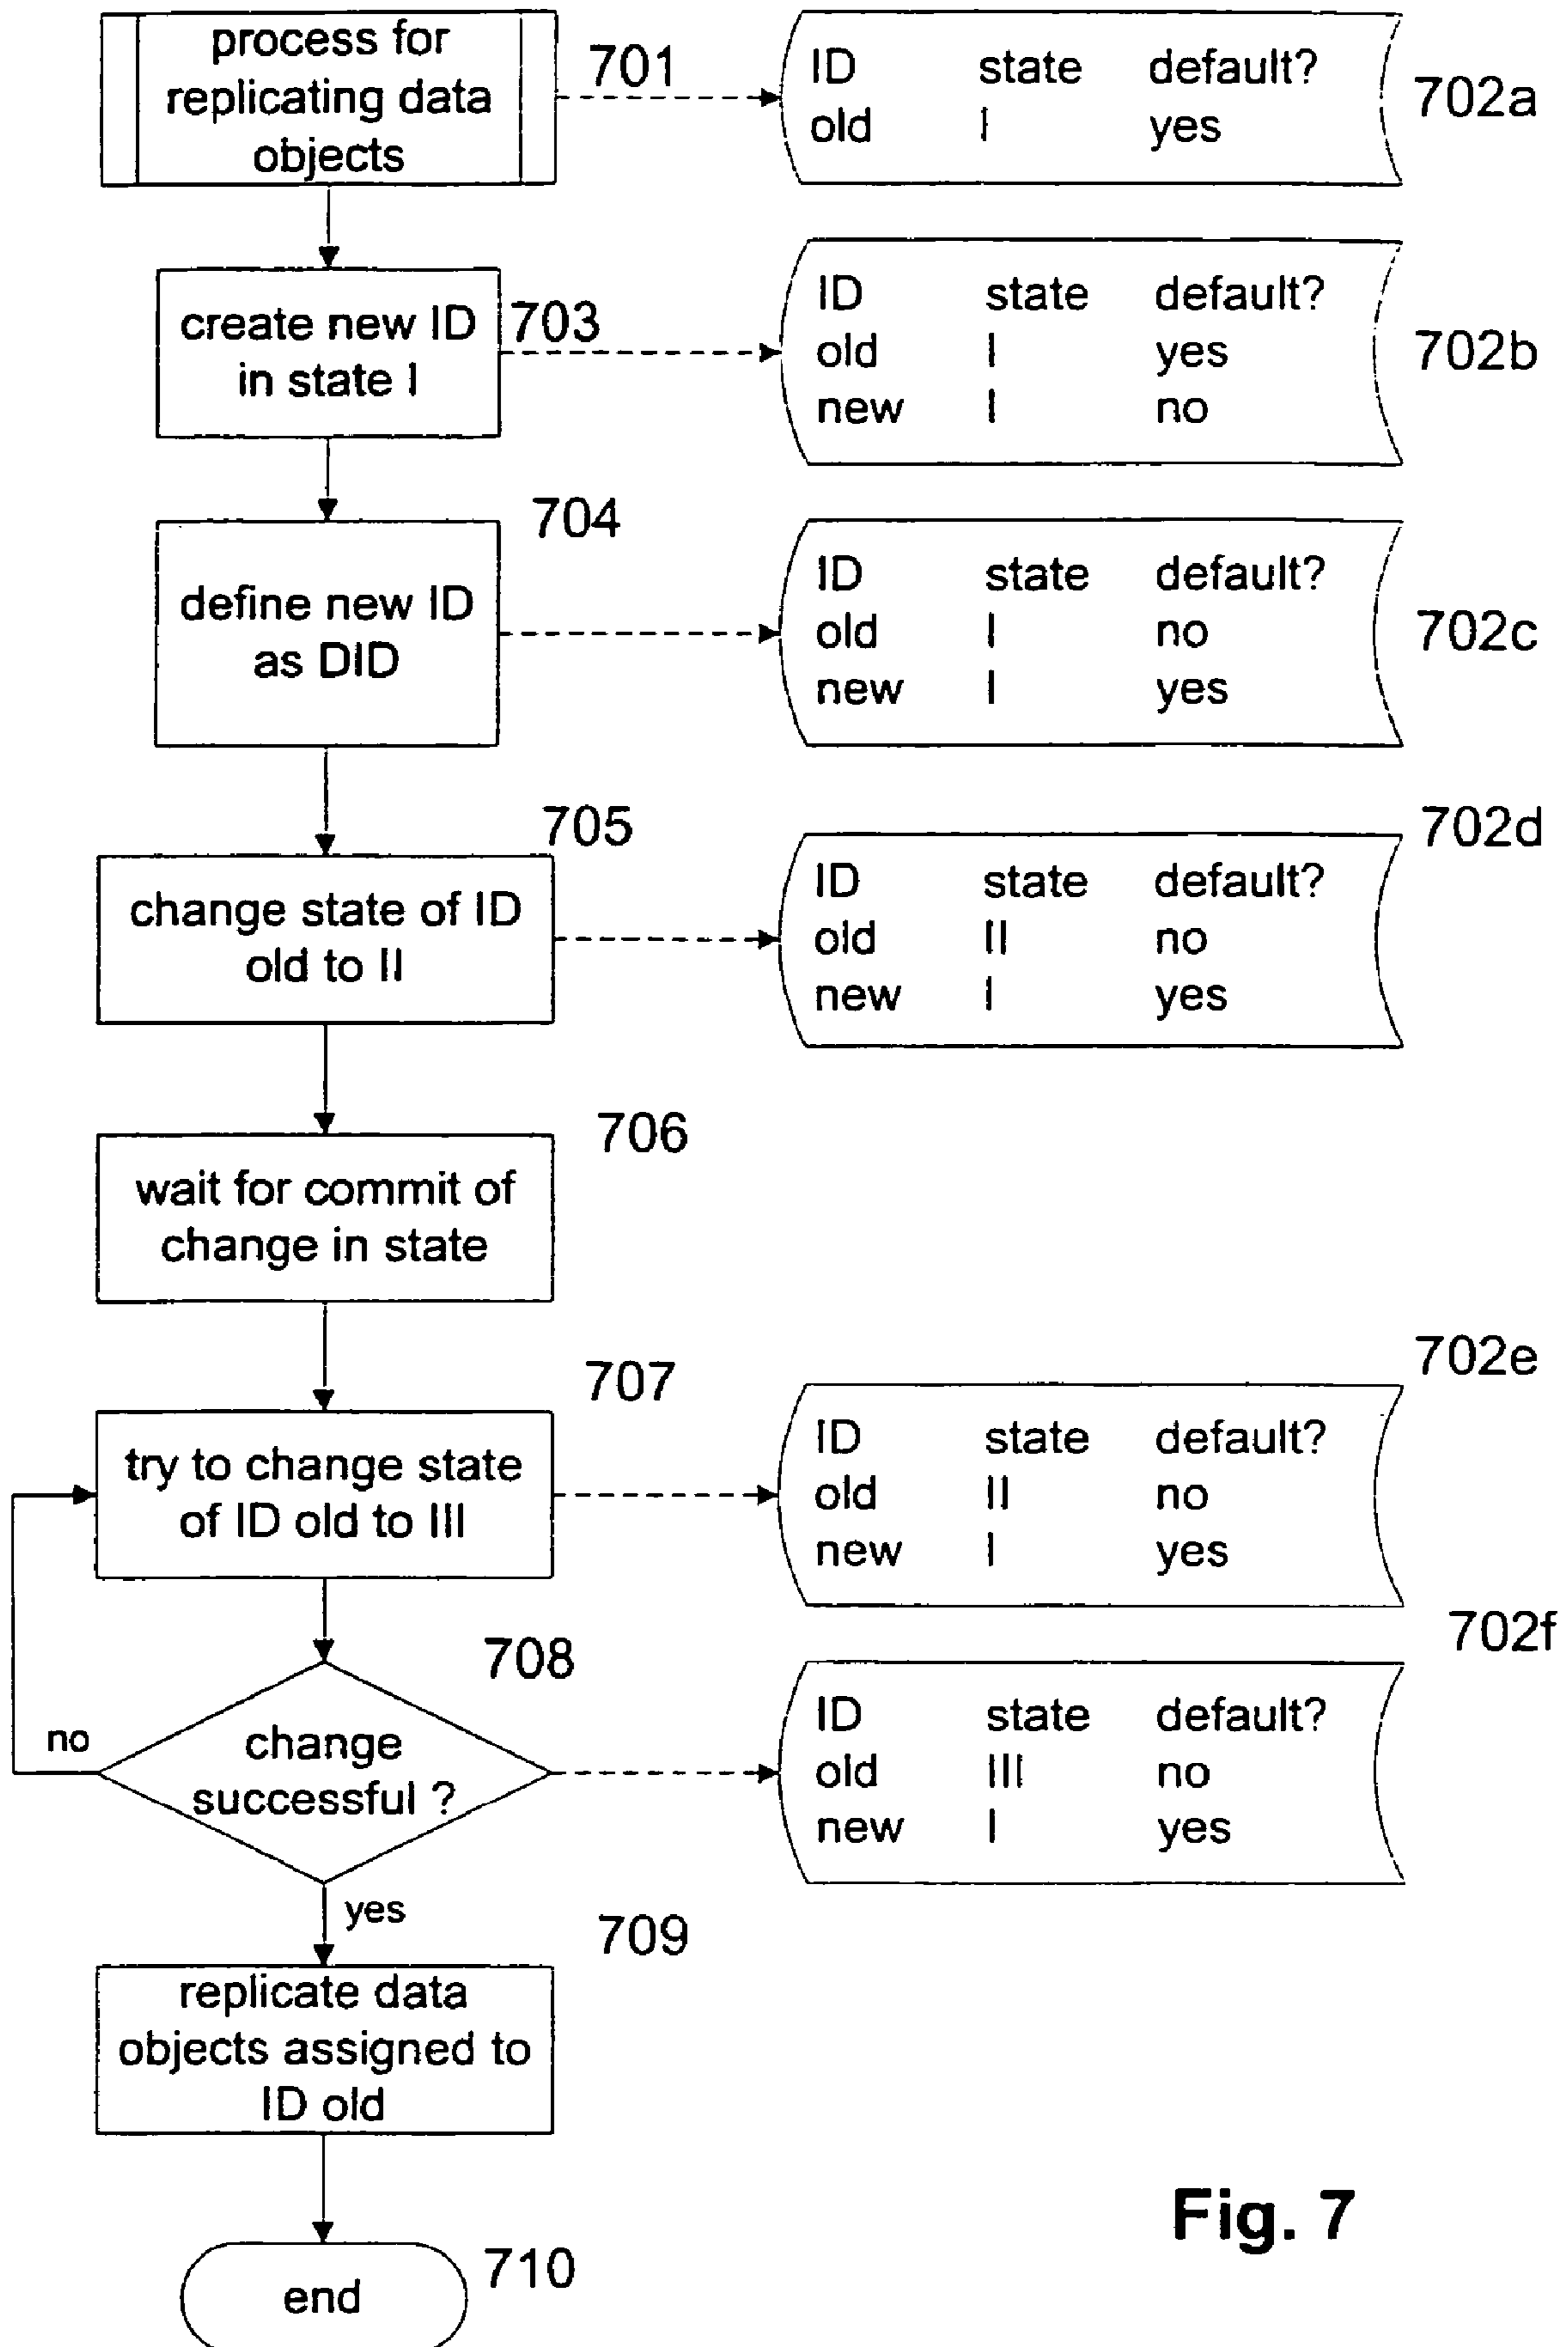 process for
replicating data
objects
701
ID state default?
old I yes
702a
create new ID
in state I
703
ID state default?
old I yes
new I no
702b
704
define new ID
as DID
ID state default?
old I no
new I yes
702c
705
change state of ID
old to II
702d
ID state default?
old II no
new I yes
706
wait for commit of
change in state
707
try to change state
of ID old to III
702e
ID state default?
old II no
new I yes
708
change
successful ?
no
yes
702f
ID state default?
old III no
new I yes
709
replicate data
objects assigned to
ID old
710
end
Fig. 7